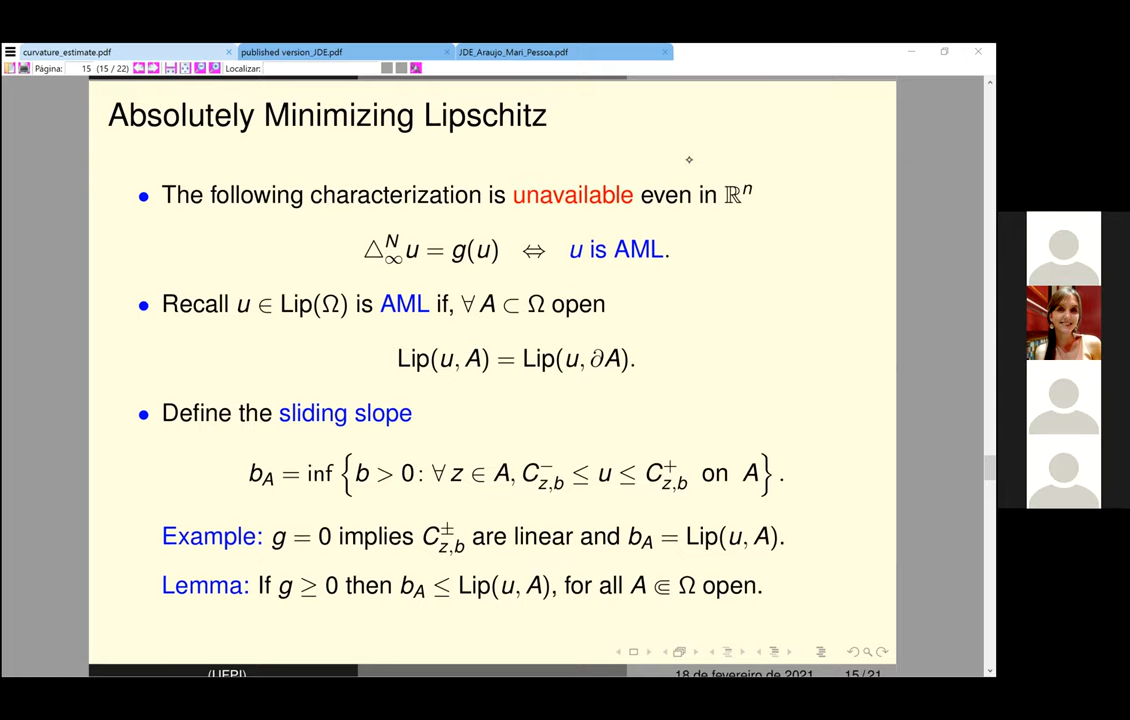 curvature_estimate.pdf
published version_JDE.pdf
JDE_Araujo_Mari_Pessoa.pdf
Página: 15 (15 / 22) Localizar:
Absolutely Minimizing Lipschitz
• The following characterization is unavailable even in ℝⁿ
△_∞^N u = g(u) ⇔ u is AML.
• Recall u ∈ Lip(Ω) is AML if, ∀ A ⊂ Ω open
Lip(u, A) = Lip(u, ∂A).
• Define the sliding slope
b_A = inf {b > 0: ∀ z ∈ A, C_{z,b}^- ≤ u ≤ C_{z,b}^+ on A}.
Example: g = 0 implies C_{z,b}^± are linear and b_A = Lip(u, A).
Lemma: If g ≥ 0 then b_A ≤ Lip(u, A), for all A ⋐ Ω open.
(UFPI) 18 de fevereiro de 2021 15/21